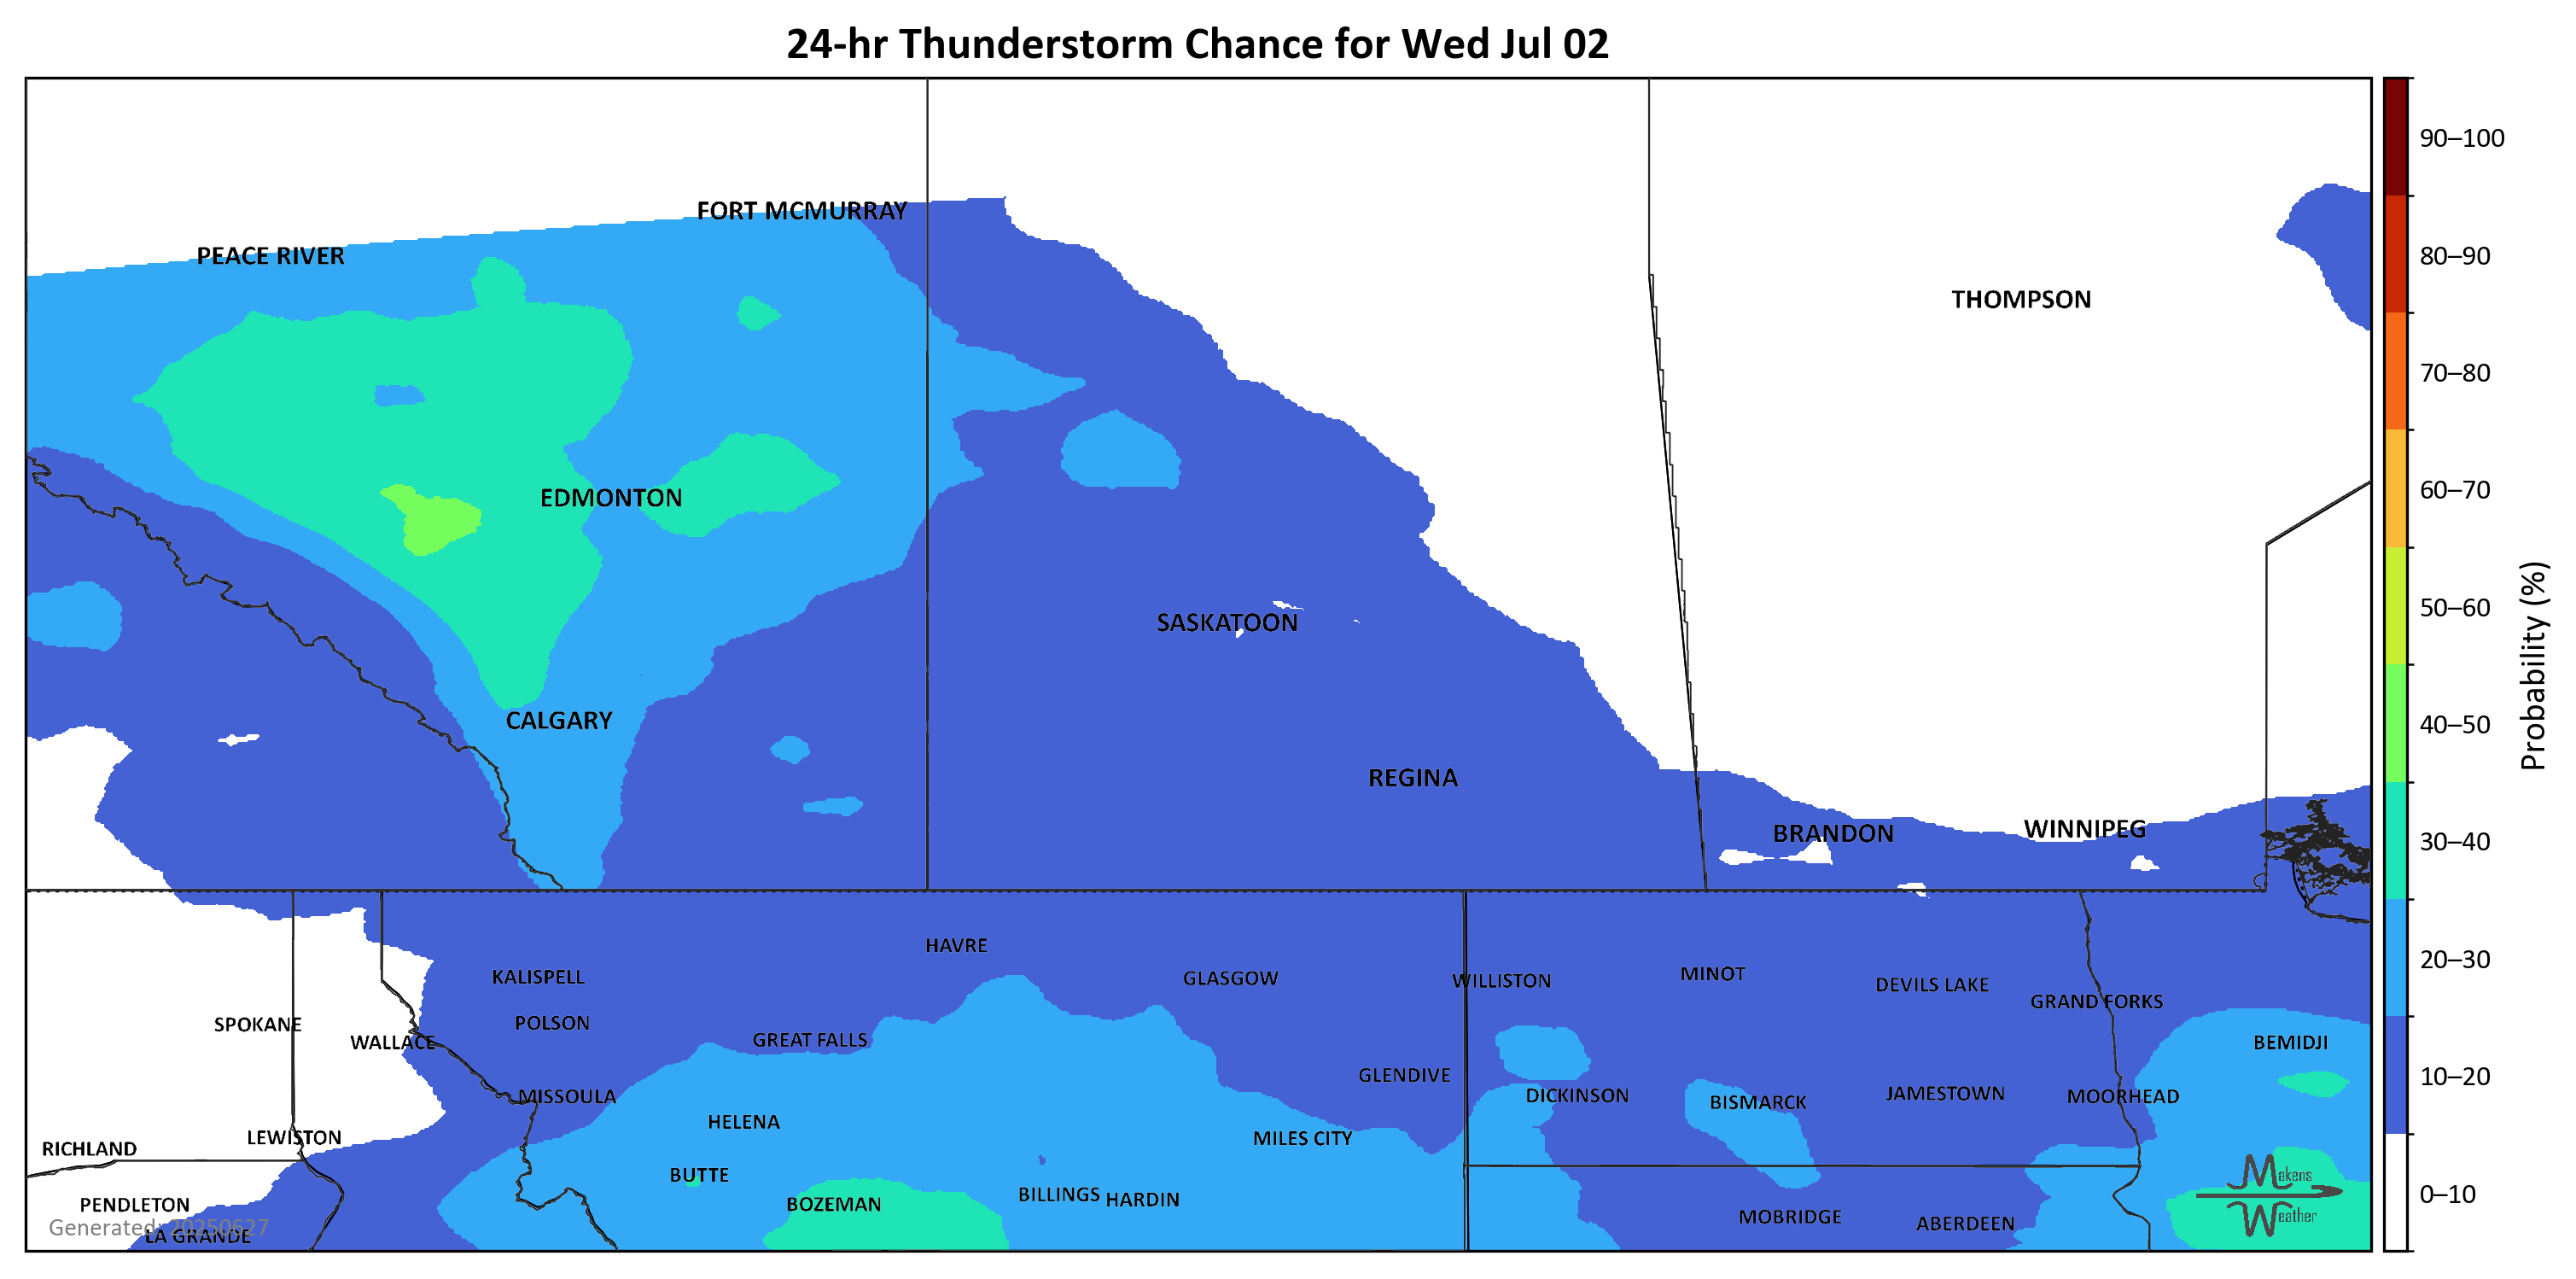 24-hr Thunderstorm Chance for Wed Jul 02
90–100
FORT MCMURRAY
PEACE RIVER
80–90
THOMPSON
70–80
60–70
EDMONTON
50–60
SASKATOON
Probability (%)
CALGARY
40–50
REGINA
BRANDON
WINNIPEG
30–40
HAVRE
20–30
KALISPELL
GLASGOW
WILLISTON
MINOT
DEVILS LAKE
GRAND FORKS
SPOKANE
POLSON
WALLACE
GREAT FALLS
BEMIDJI
GLENDIVE
10–20
MISSOULA
DICKINSON
BISMARCK
JAMESTOWN
MOORHEAD
HELENA
RICHLAND
LEWISTON
MILES CITY
BUTTE
Makens
PENDLETON
BOZEMAN
BILLINGS
HARDIN
0–10
Generated: 20250627
LA GRANDE
MOBRIDGE
ABERDEEN
Weather